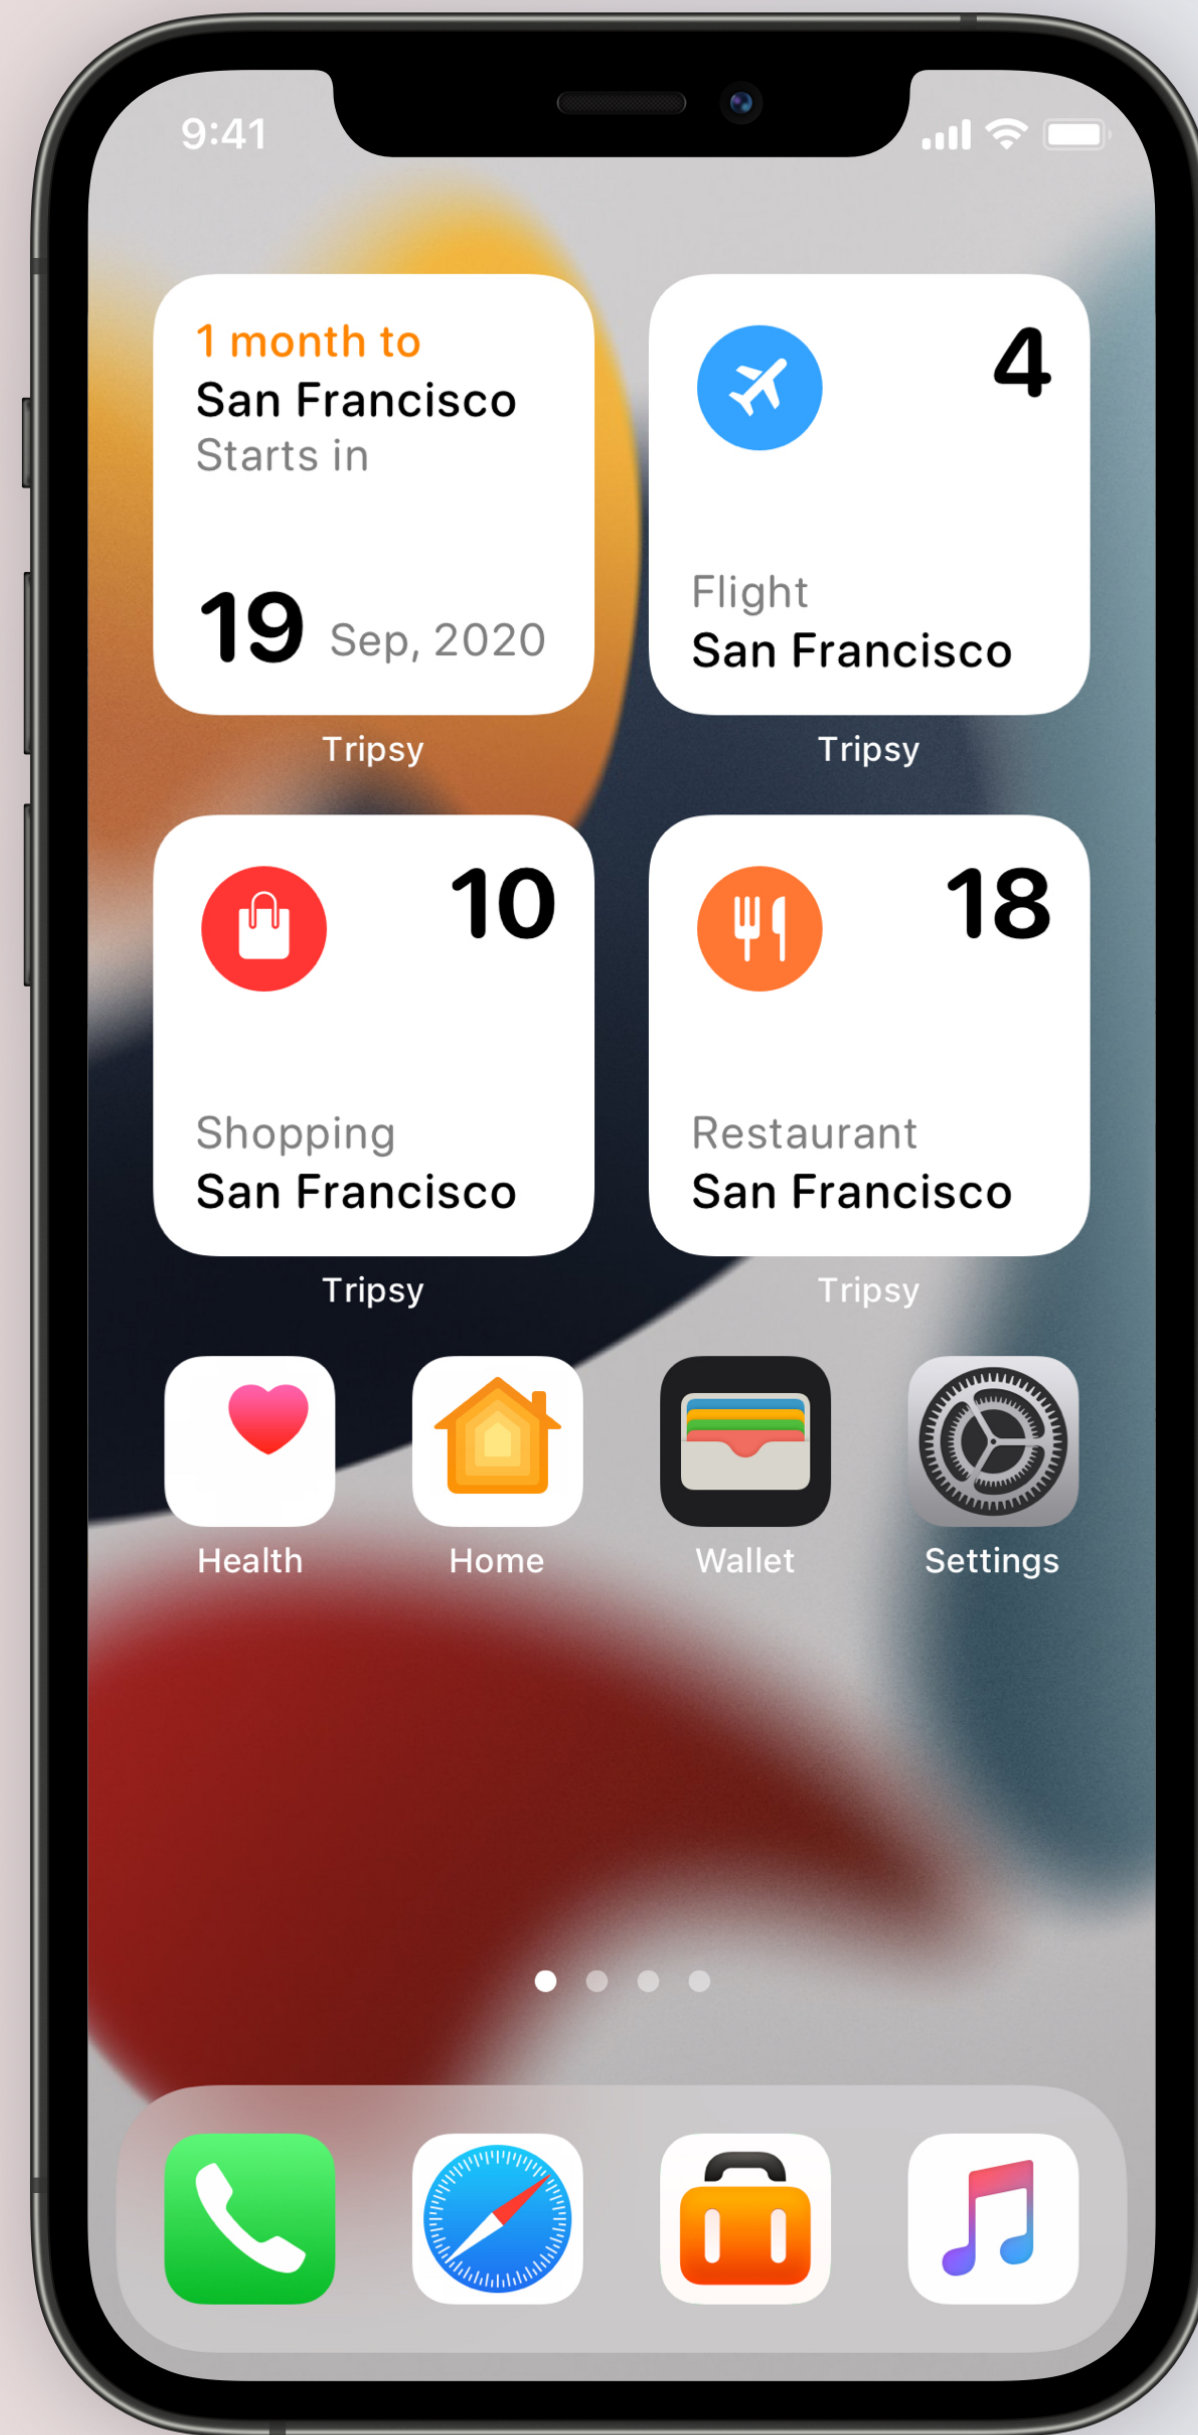 9:41
1 month to
San Francisco
Starts in
19 Sep, 2020
Tripsy
4
Flight
San Francisco
Tripsy
10
Shopping
San Francisco
Tripsy
18
Restaurant
San Francisco
Tripsy
Health
Home
Wallet
Settings